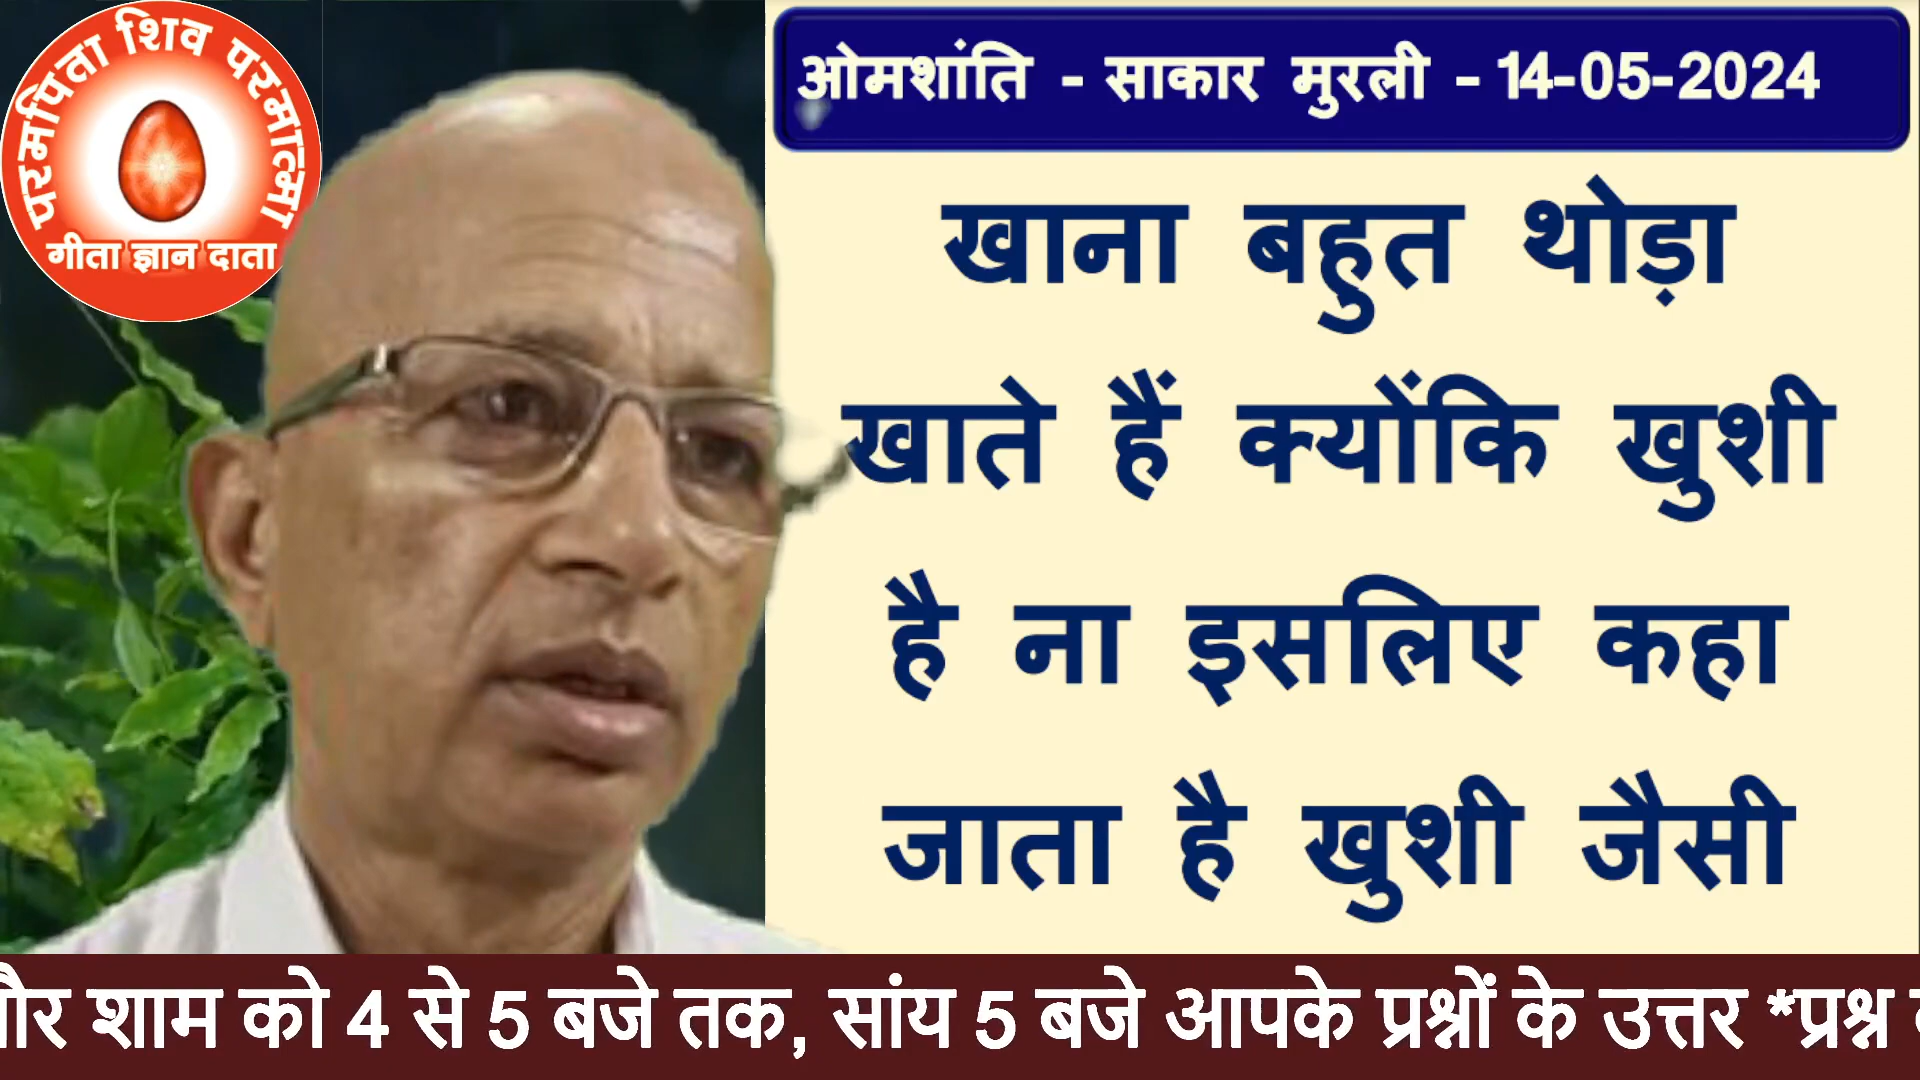 परमपिता शिव परमात्मा
गीता ज्ञान दाता
ओमशांति - साकार मुरली - 14-05-2024
खाना बहुत थोड़ा
खाते हैं क्योंकि खुशी
है ना इसलिए कहा
जाता है खुशी जैसी
शाम को 4 से 5 बजे तक, सांय 5 बजे आपके प्रश्नों के उत्तर *प्रश्न